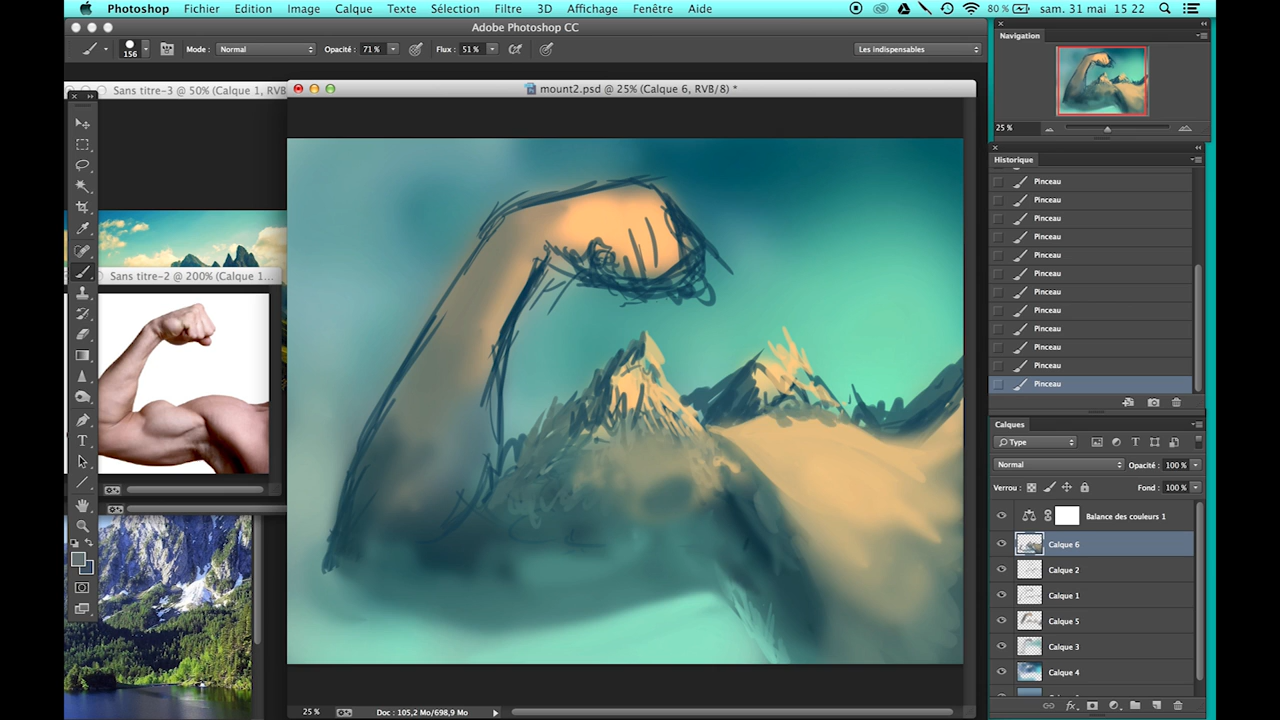 Photoshop Fichier Edition Image Calque Texte Sélection Filtre 3D Affichage Fenêtre Aide 80 % sam. 31 mai 15 22
Adobe Photoshop CC
156 Mode : Normal Opacité : 71 % Flux : 51 % Les indispensables
Navigation
25 %
Sans titre-3 @ 50% (Calque 1, RVB
mount2.psd @ 25% (Calque 6, RVB/8) *
Sans titre-2 @ 200% (Calque 1...
Historique
Pinceau
Pinceau
Pinceau
Pinceau
Pinceau
Pinceau
Pinceau
Pinceau
Pinceau
Pinceau
Pinceau
Pinceau
Calques
Type
Normal Opacité : 100 %
Verrou : Fond : 100 %
Balance des couleurs 1
Calque 6
Calque 2
Calque 1
Calque 5
Calque 3
Calque 4
25 % Doc : 105,2 Mo/698,9 Mo